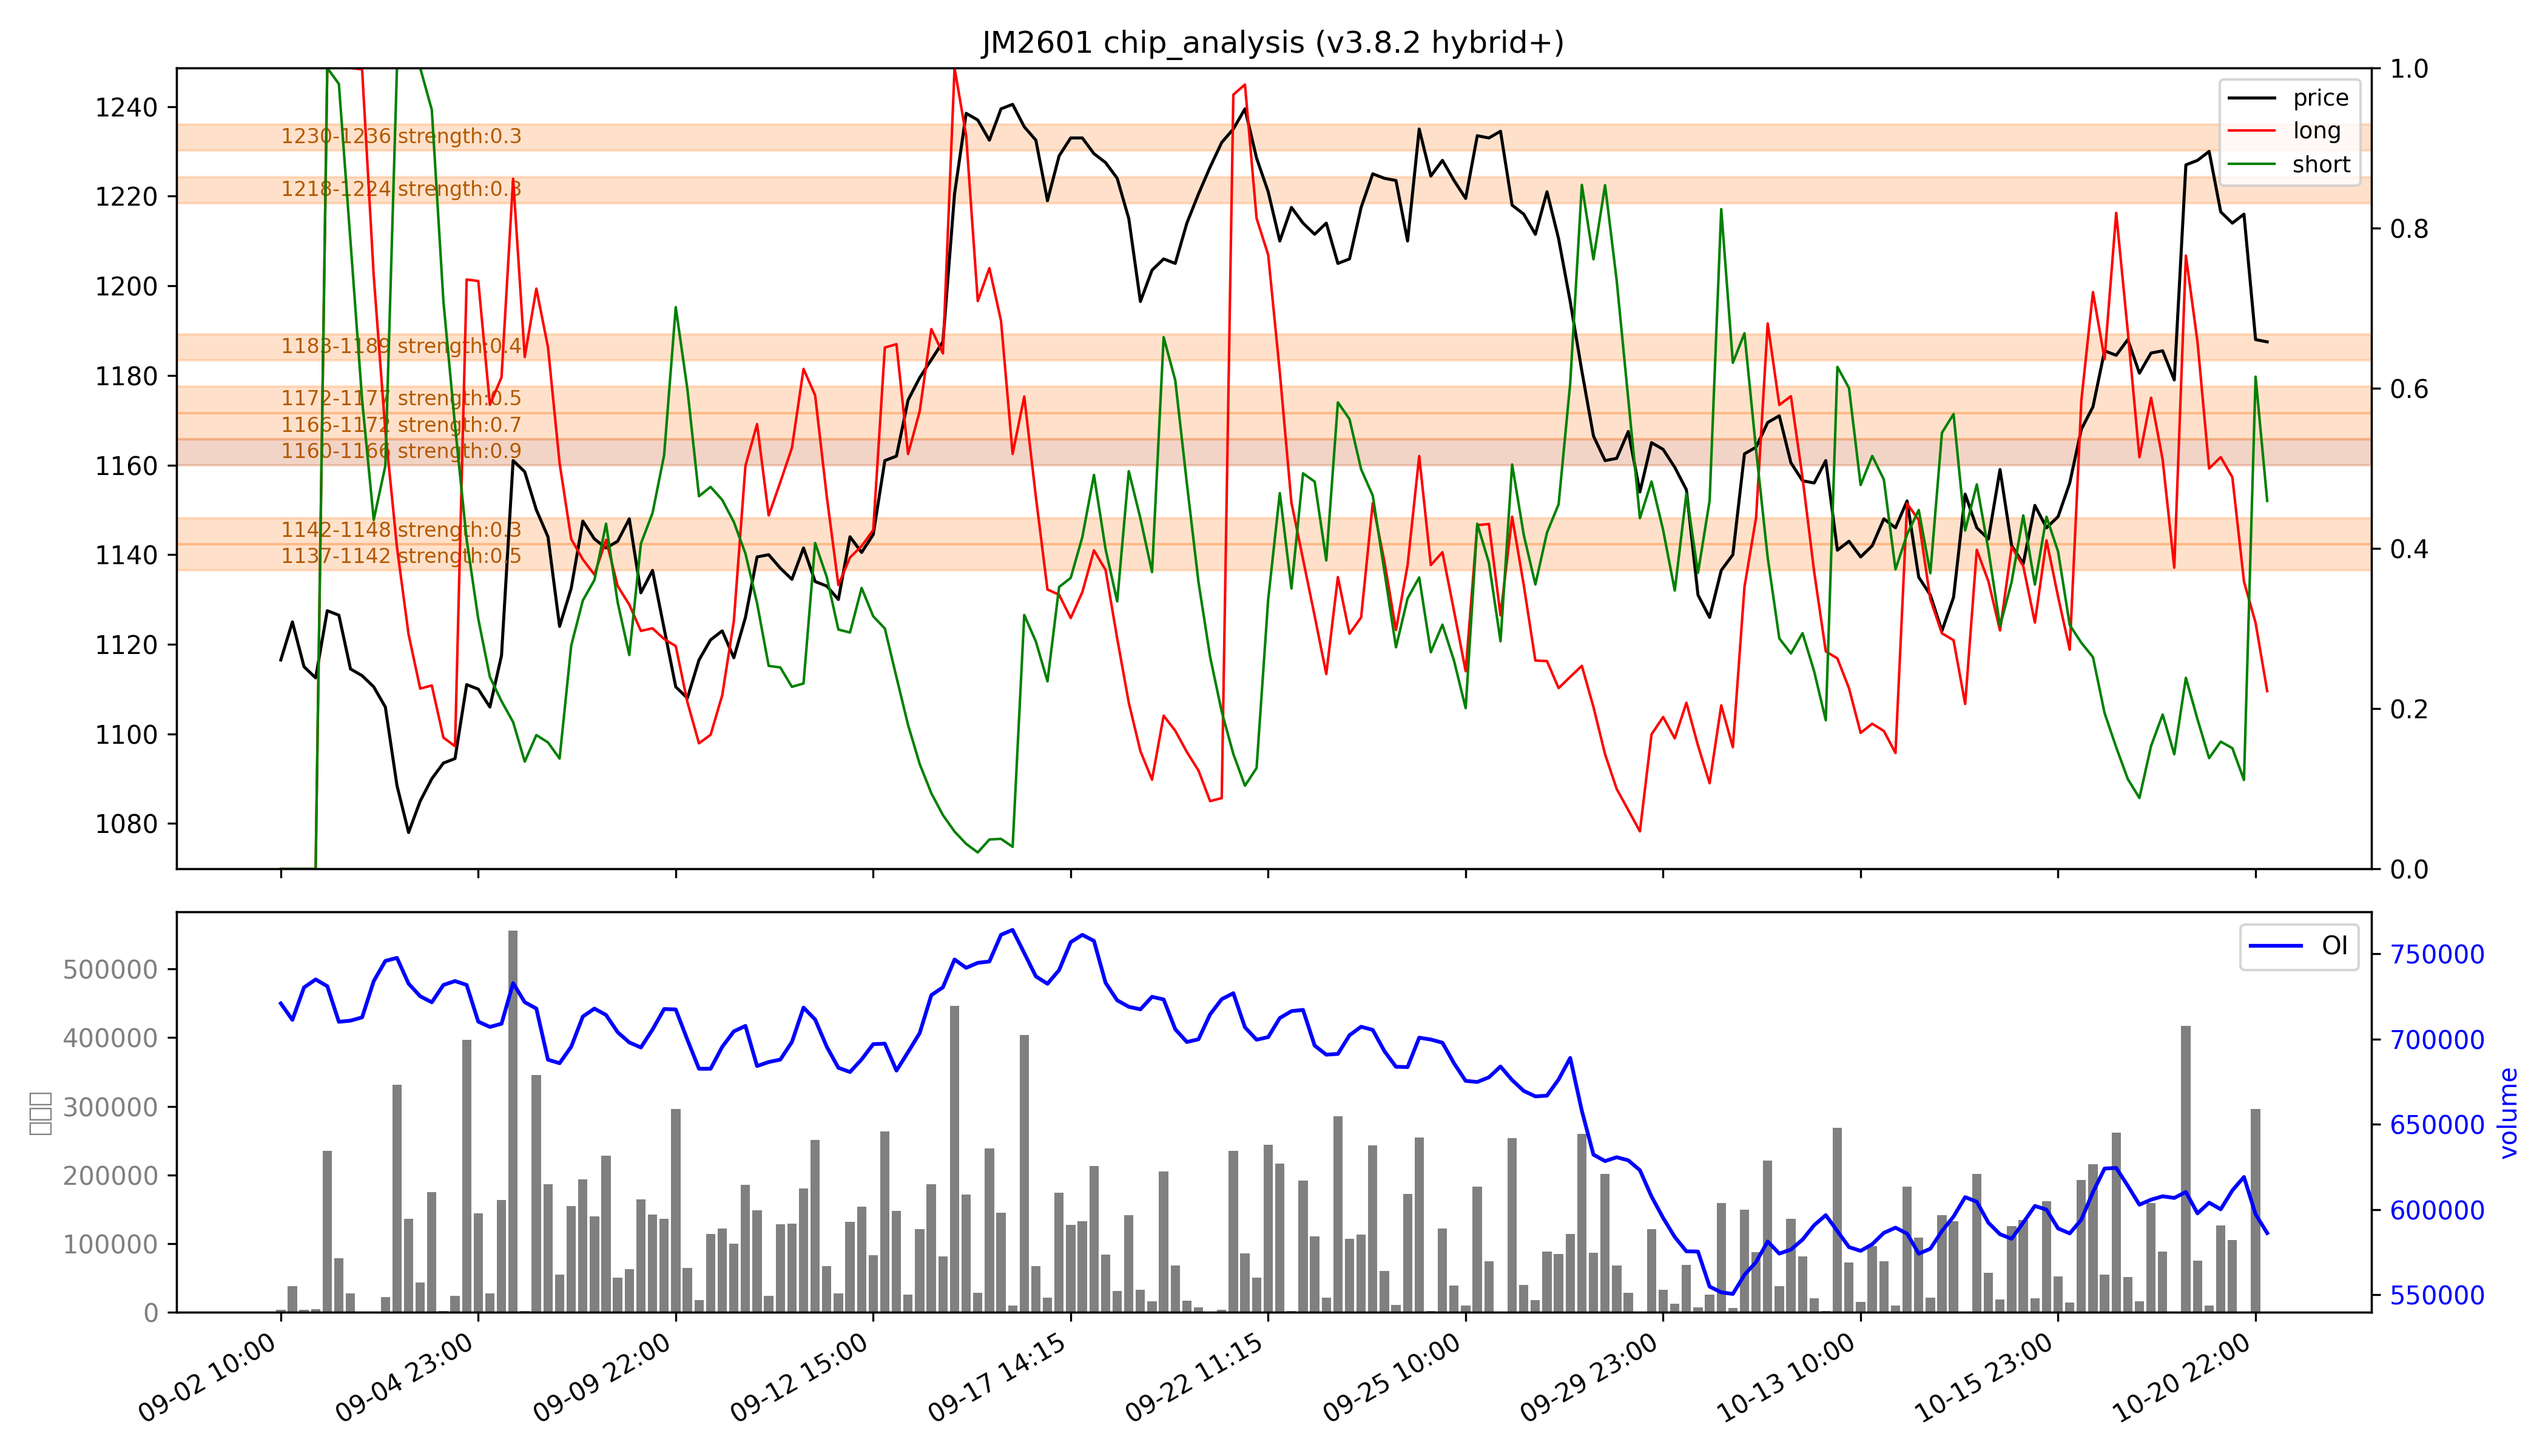 JM2601 chip_analysis (v3.8.2 hybrid+)
1240
1220
1200
1180
1160
1140
1120
1100
1080
1230-1236 strength:0.3
1218-1224 strength:0.3
1183-1189 strength:0.4
1172-1177 strength:0.5
1166-1172 strength:0.7
1160-1166 strength:0.9
1142-1148 strength:0.3
1137-1142 strength:0.5
price
long
short
1.0
0.8
0.6
0.4
0.2
0.0
500000
400000
300000
200000
100000
0
OI
750000
700000
650000
600000
550000
volume
09-02 10:00
09-04 23:00
09-09 22:00
09-12 15:00
09-17 14:15
09-22 11:15
09-25 10:00
09-29 23:00
10-13 10:00
10-15 23:00
10-20 22:00